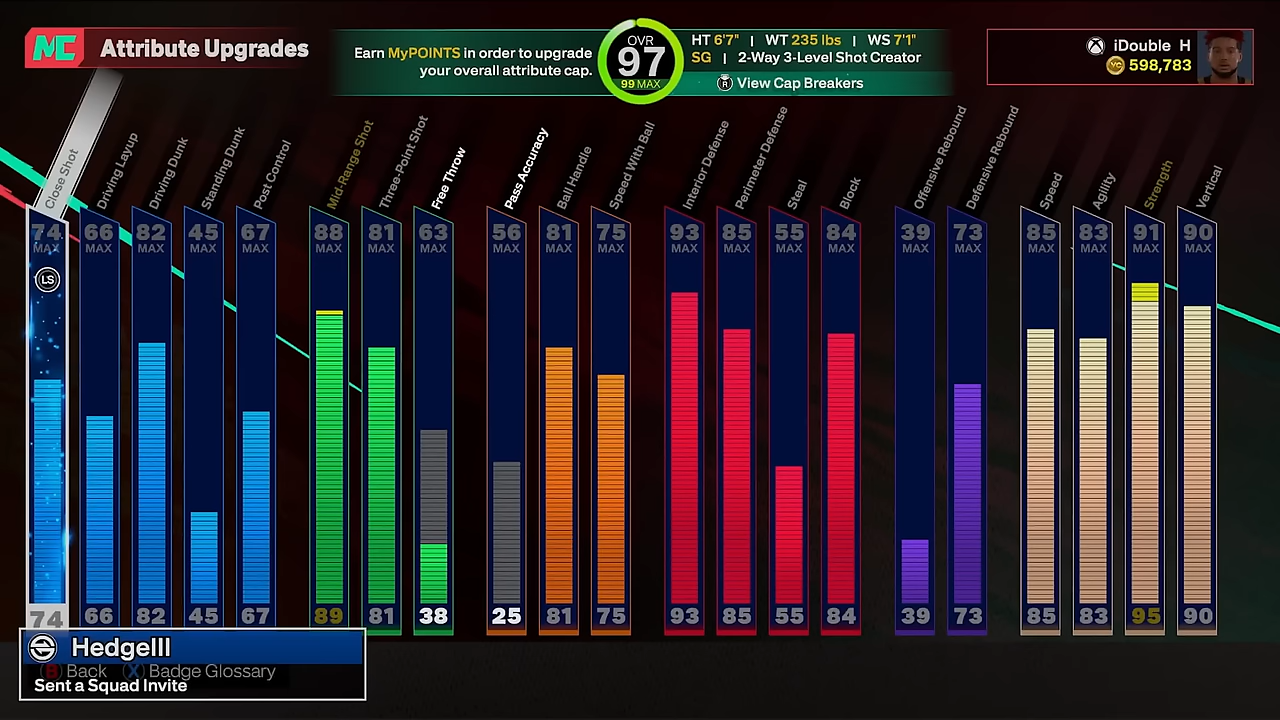 MC Attribute Upgrades
Earn MyPOINTS in order to upgrade
your overall attribute cap.
OVR
97
99 MAX
HT 6'7" | WT 235 lbs | WS 7'1"
SG | 2-Way 3-Level Shot Creator
R View Cap Breakers
iDouble H
VC 598,783
Close Shot
Driving Layup
Driving Dunk
Standing Dunk
Post Control
Mid-Range Shot
Three-Point Shot
Free Throw
Pass Accuracy
Ball Handle
Speed With Ball
Interior Defense
Perimeter Defense
Steal
Block
Offensive Rebound
Defensive Rebound
Speed
Agility
Strength
Vertical
74 66 82 45 67 88 81 63 56 81 75 93 85 55 84 39 73 85 83 91 90
MAX MAX MAX MAX MAX MAX MAX MAX MAX MAX MAX MAX MAX MAX MAX MAX MAX MAX MAX MAX MAX
LS
74 66 82 45 67 89 81 38 25 81 75 93 85 55 84 39 73 85 83 95 90
HedgeIII
B Back X Badge Glossary
Sent a Squad Invite